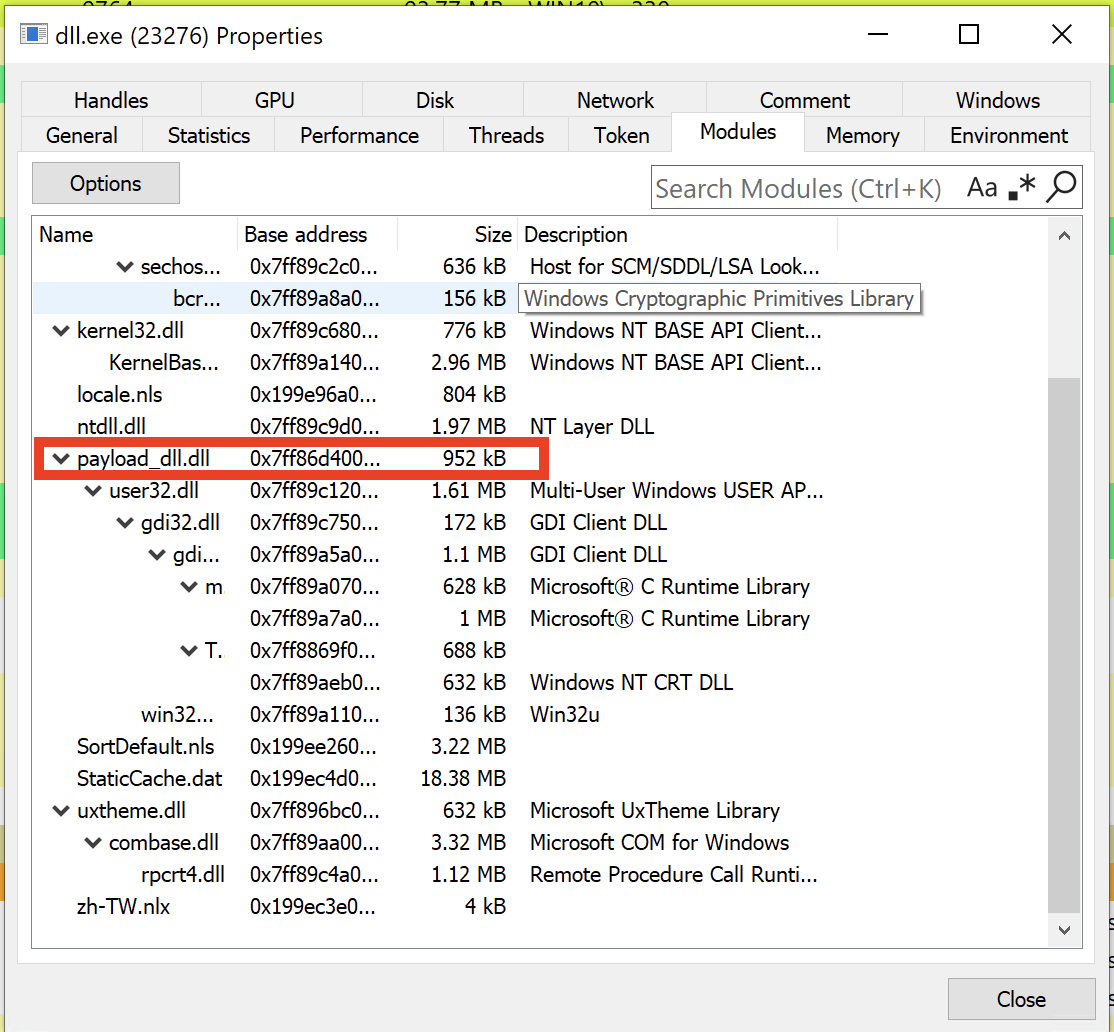 dll.exe (23276) Properties
Handles GPU Disk Network Comment Windows
General Statistics Performance Threads Token Modules Memory Environment
Options Search Modules (Ctrl+K) Aa .*
Name Base address Size Description
sechos... 0x7ff89c2c0... 636 kB Host for SCM/SDDL/LSA Look...
bcr... 0x7ff89a8a0... 156 kB Windows Cryptographic Primitives Library
kernel32.dll 0x7ff89c680... 776 kB Windows NT BASE API Client...
KernelBas... 0x7ff89a140... 2.96 MB Windows NT BASE API Client...
locale.nls 0x199e96a0... 804 kB
ntdll.dll 0x7ff89c9d0... 1.97 MB NT Layer DLL
payload_dll.dll 0x7ff86d400... 952 kB
user32.dll 0x7ff89c120... 1.61 MB Multi-User Windows USER AP...
gdi32.dll 0x7ff89c750... 172 kB GDI Client DLL
gdi... 0x7ff89a5a0... 1.1 MB GDI Client DLL
m. 0x7ff89a070... 628 kB Microsoft® C Runtime Library
0x7ff89a7a0... 1 MB Microsoft® C Runtime Library
T.. 0x7ff8869f0... 688 kB
0x7ff89aeb0... 632 kB Windows NT CRT DLL
win32... 0x7ff89a110... 136 kB Win32u
SortDefault.nls 0x199ee260... 3.22 MB
StaticCache.dat 0x199ec4d0... 18.38 MB
uxtheme.dll 0x7ff896bc0... 632 kB Microsoft UxTheme Library
combase.dll 0x7ff89aa00... 3.32 MB Microsoft COM for Windows
rpcrt4.dll 0x7ff89c4a0... 1.12 MB Remote Procedure Call Runti...
zh-TW.nlx 0x199ec3e0... 4 kB
Close